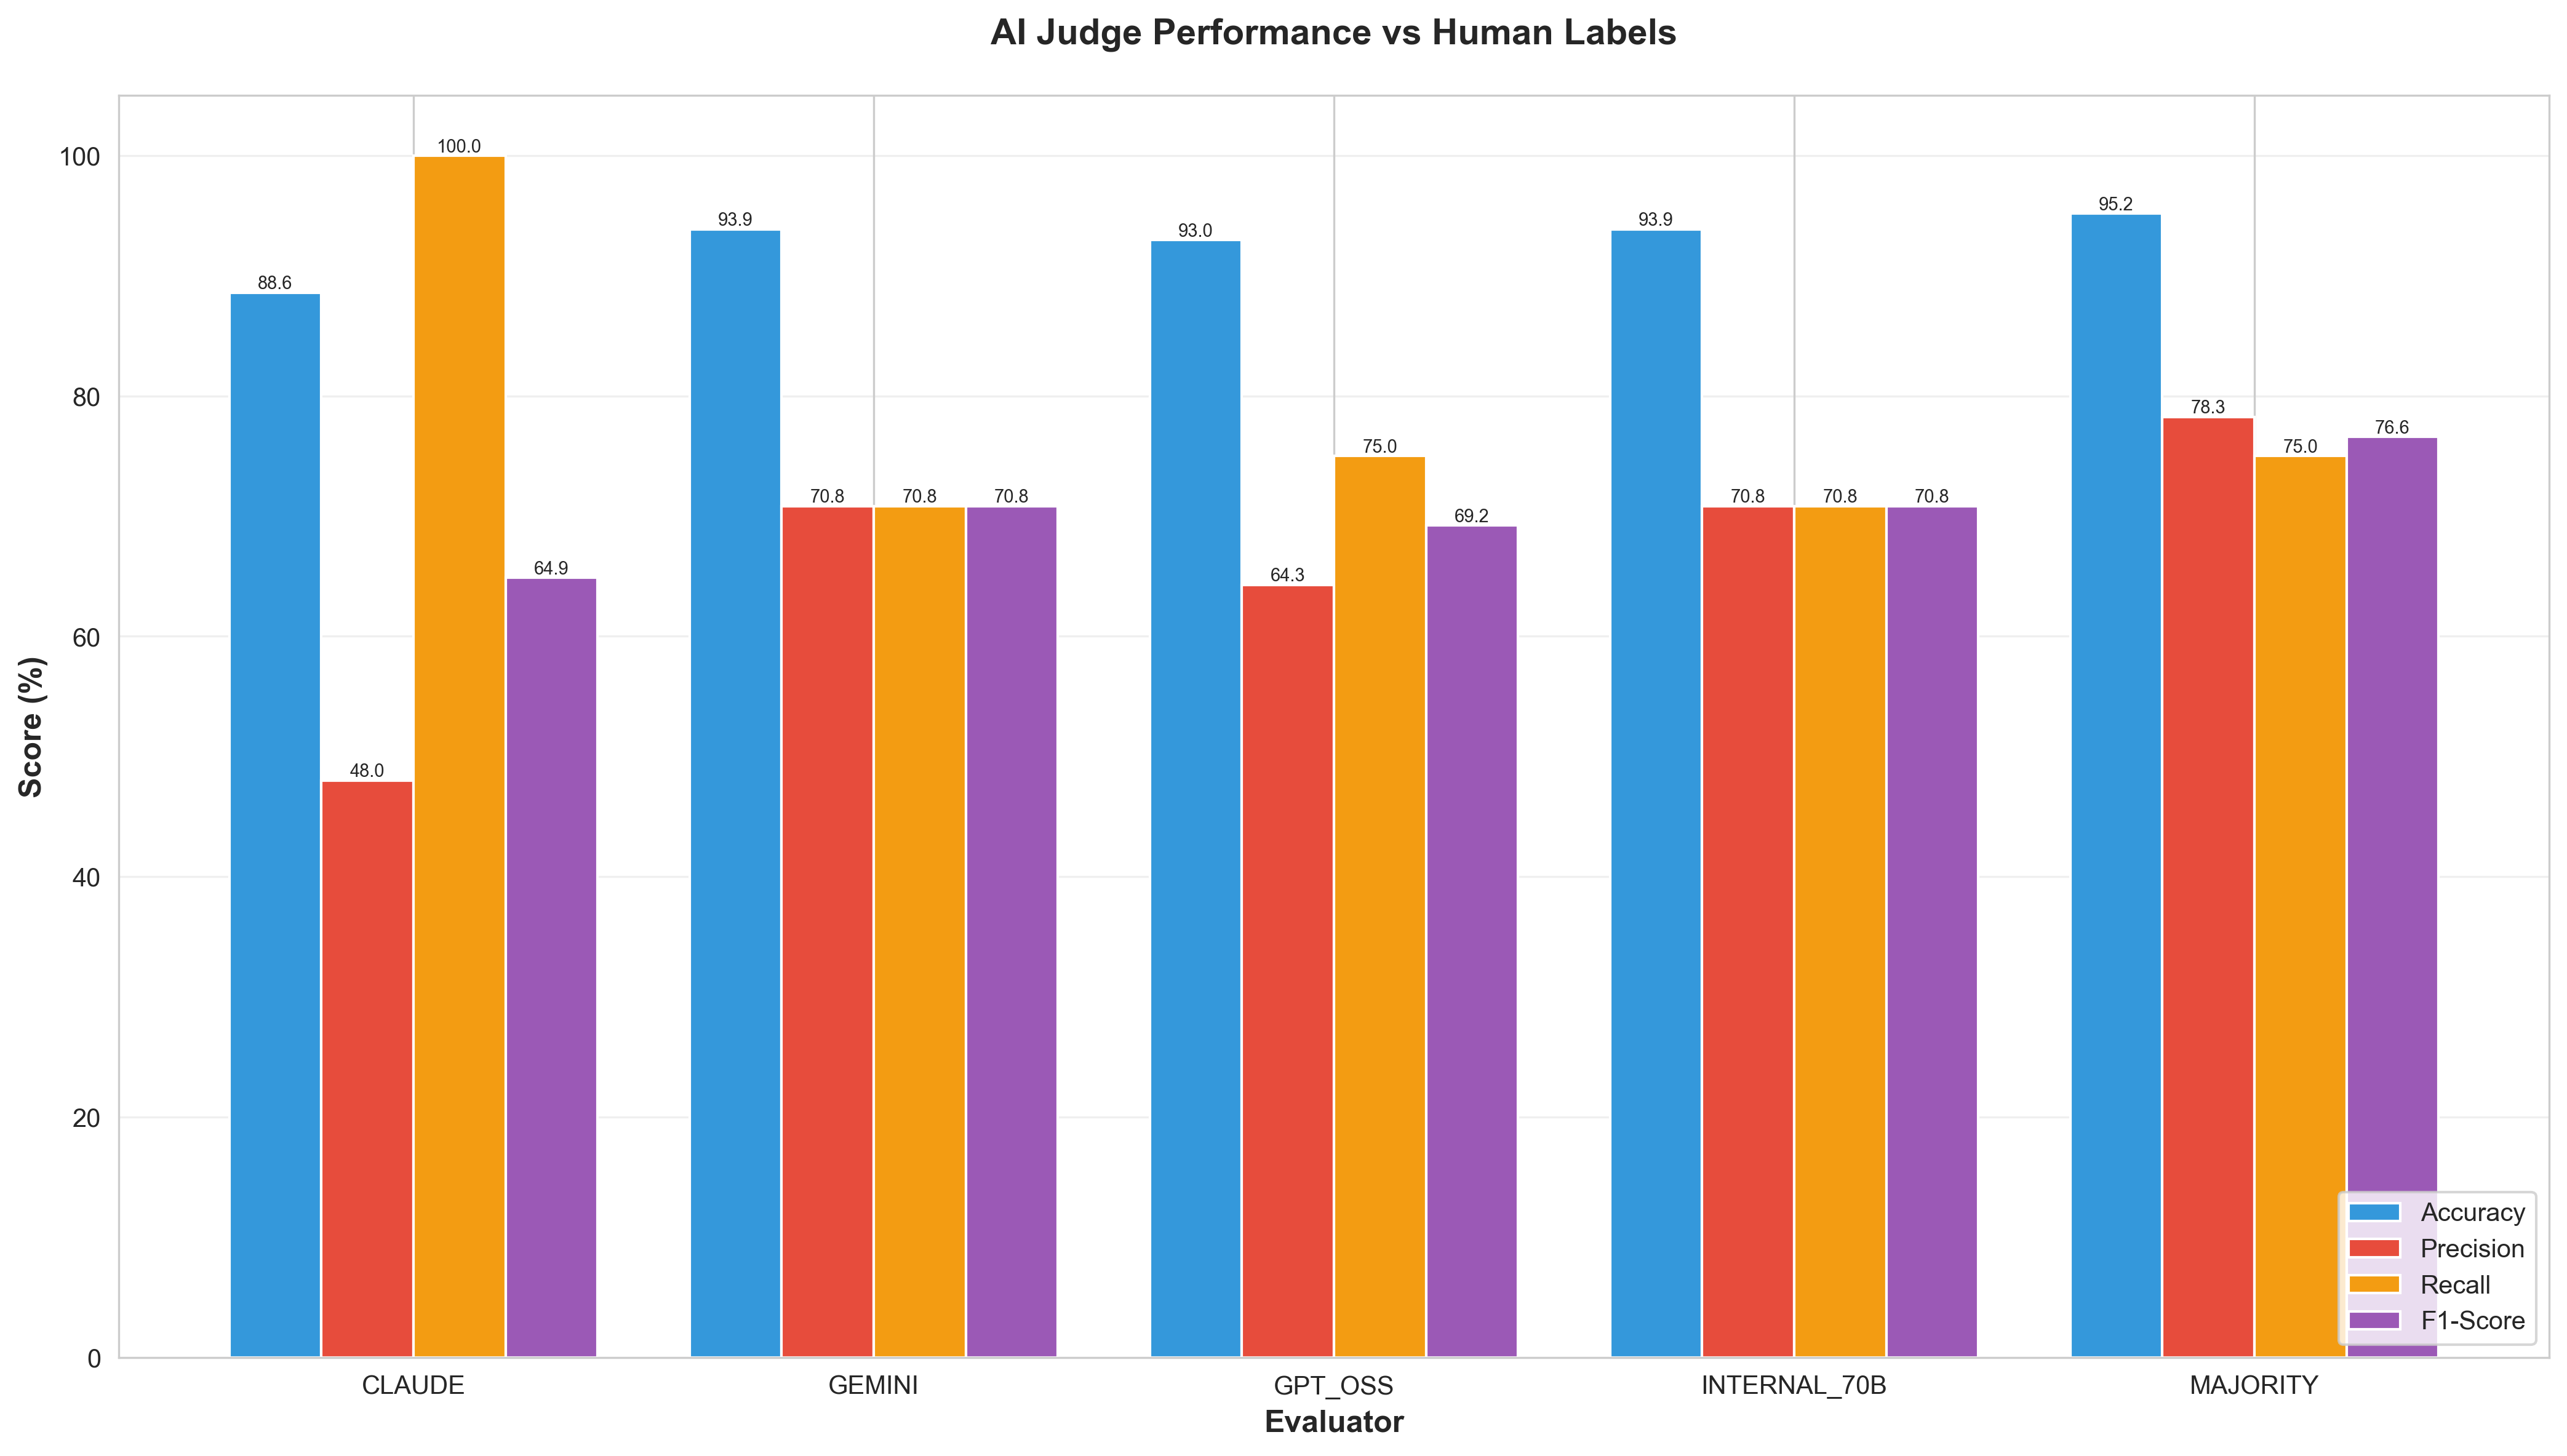 AI Judge Performance vs Human Labels
Score (%)
100
80
60
40
20
0
88.6
48.0
100.0
64.9
93.9
70.8
70.8
70.8
93.0
64.3
75.0
69.2
93.9
70.8
70.8
70.8
95.2
78.3
75.0
76.6
Accuracy
Precision
Recall
F1-Score
CLAUDE
GEMINI
GPT_OSS
INTERNAL_70B
MAJORITY
Evaluator